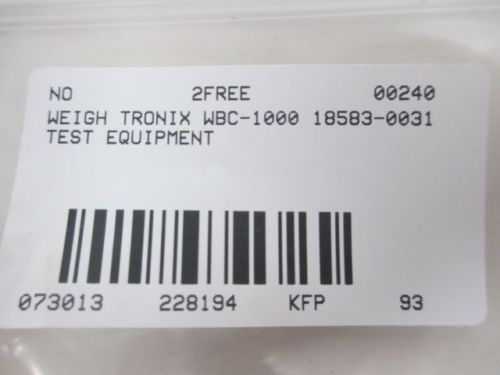 NO 2FREE 00240
WEIGH TRONIX WBC-1000 18583-0031
TEST EQUIPMENT
073013 228194 KFP 93